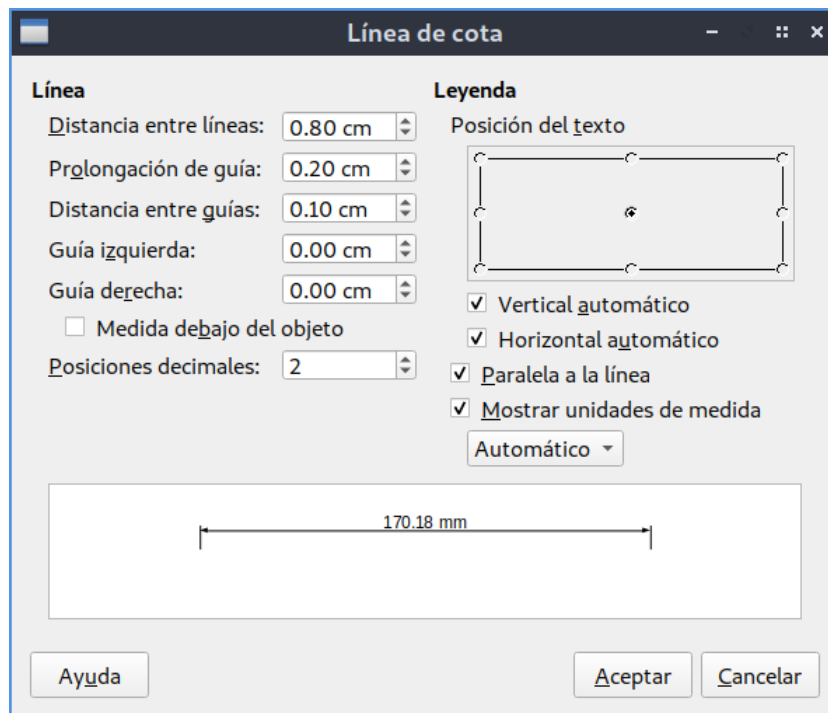 Línea de cota
Línea
Distancia entre líneas: 0.80 cm
Prolongación de guía: 0.20 cm
Distancia entre guías: 0.10 cm
Guía izquierda: 0.00 cm
Guía derecha: 0.00 cm
Medida debajo del objeto
Posiciones decimales: 2
Leyenda
Posición del texto
Vertical automático
Horizontal automático
Paralela a la línea
Mostrar unidades de medida
Automático
170.18 mm
Ayuda
Aceptar
Cancelar